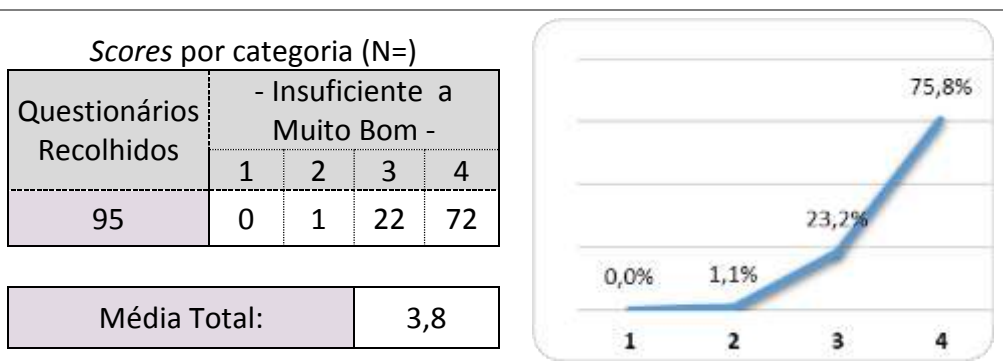 Scores por categoria (N=)
Questionários Recolhidos
- Insuficiente a Muito Bom -
1 2 3 4
95 0 1 22 72
Média Total: 3,8
75,8%
23,2%
0,0% 1,1%
1 2 3 4